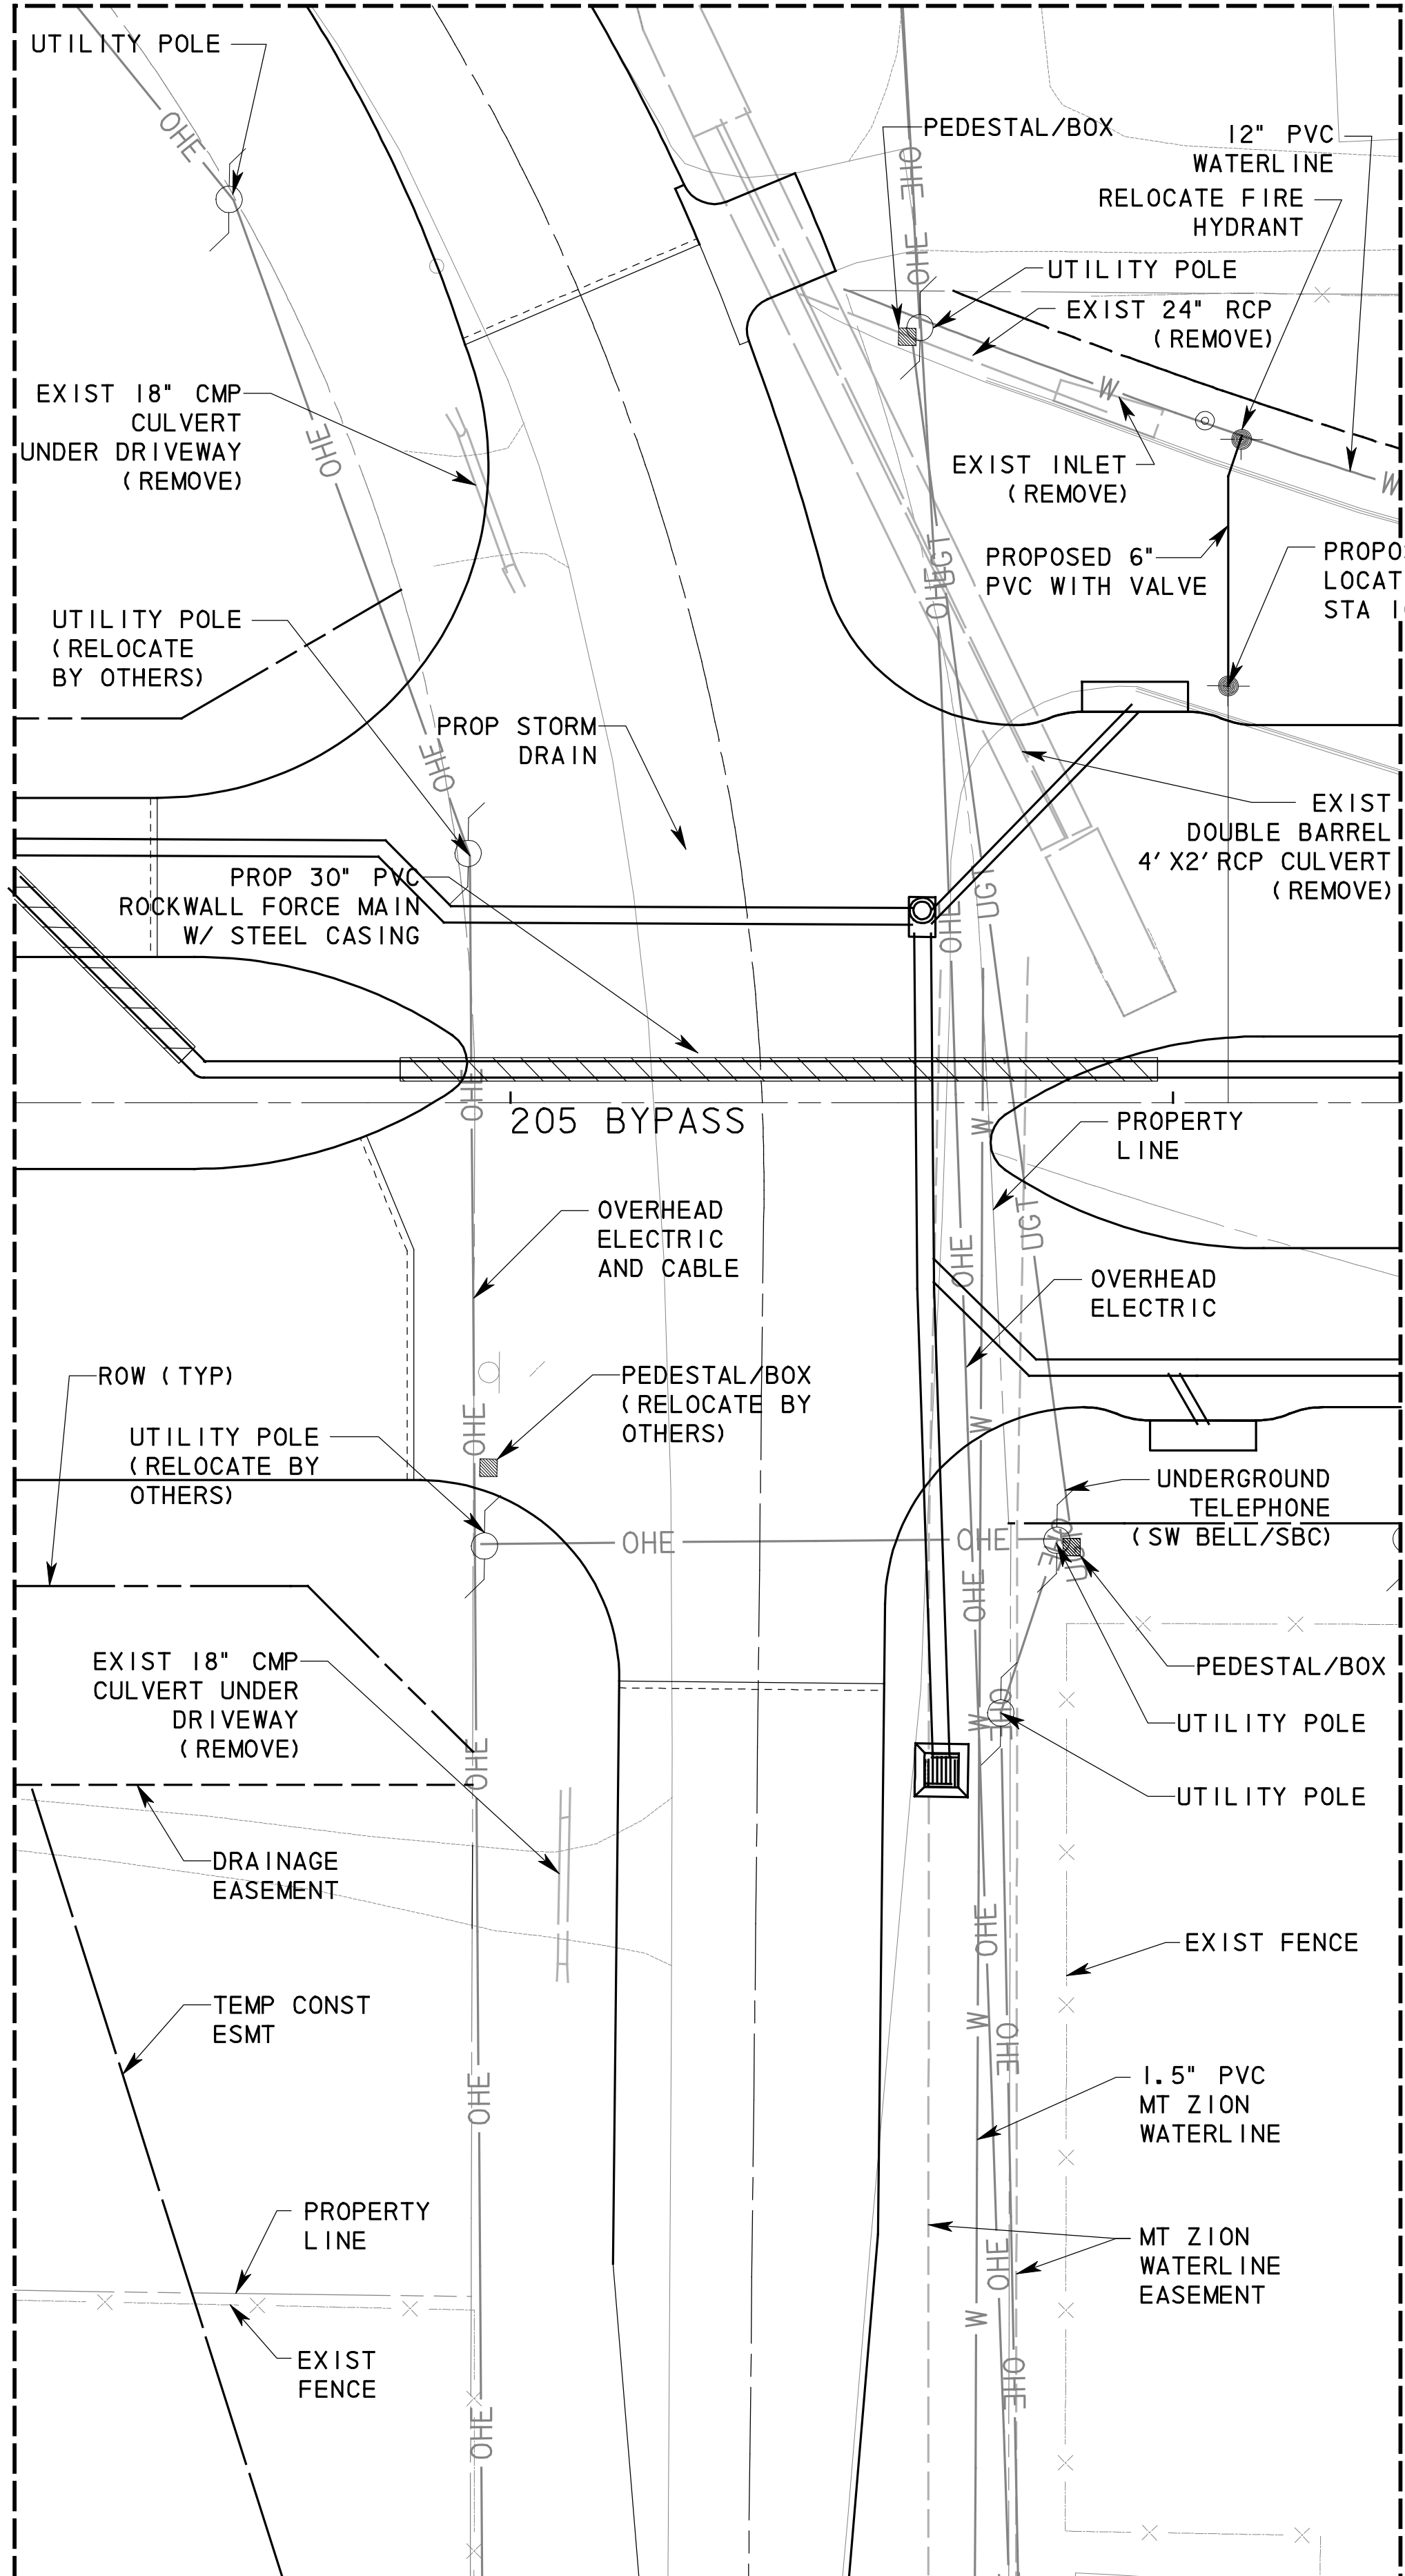 UTILITY POLE
OHE
PEDESTAL/BOX
12" PVC
WATERLINE
OHE
RELOCATE FIRE
HYDRANT
OHE
UTILITY POLE
EXIST 24" RCP
(REMOVE)
EXIST 18" CMP
CULVERT
UNDER DRIVEWAY
(REMOVE)
W
OHE
EXIST INLET
(REMOVE)
W
PROPOSED 6"
PVC WITH VALVE
UGT
OHE
UTILITY POLE
(RELOCATE
BY OTHERS)
PROP STORM
DRAIN
OHE
EXIST
DOUBLE BARREL
4'X2'RCP CULVERT
(REMOVE)
PROP 30" PVC
ROCKWALL FORCE MAIN
W/ STEEL CASING
UGT
OHE
OHE
205 BYPASS
W
PROPERTY
LINE
OVERHEAD
ELECTRIC
AND CABLE
UGT
OHE
OVERHEAD
ELECTRIC
ROW (TYP)
PEDESTAL/BOX
(RELOCATE BY
OTHERS)
OHE
W
UTILITY POLE
(RELOCATE BY
OTHERS)
UNDERGROUND
TELEPHONE
(SW BELL/SBC)
OHE
OHE
OHE
EXIST 18" CMP
CULVERT UNDER
DRIVEWAY
(REMOVE)
PEDESTAL/BOX
W
OHE
UTILITY POLE
OHE
UTILITY POLE
DRAINAGE
EASEMENT
OHE
EXIST FENCE
TEMP CONST
ESMT
W
OHE
OHE
1.5" PVC
MT ZION
WATERLINE
PROPERTY
LINE
OHE
MT ZION
WATERLINE
EASEMENT
W
EXIST
FENCE
OHE
OHE